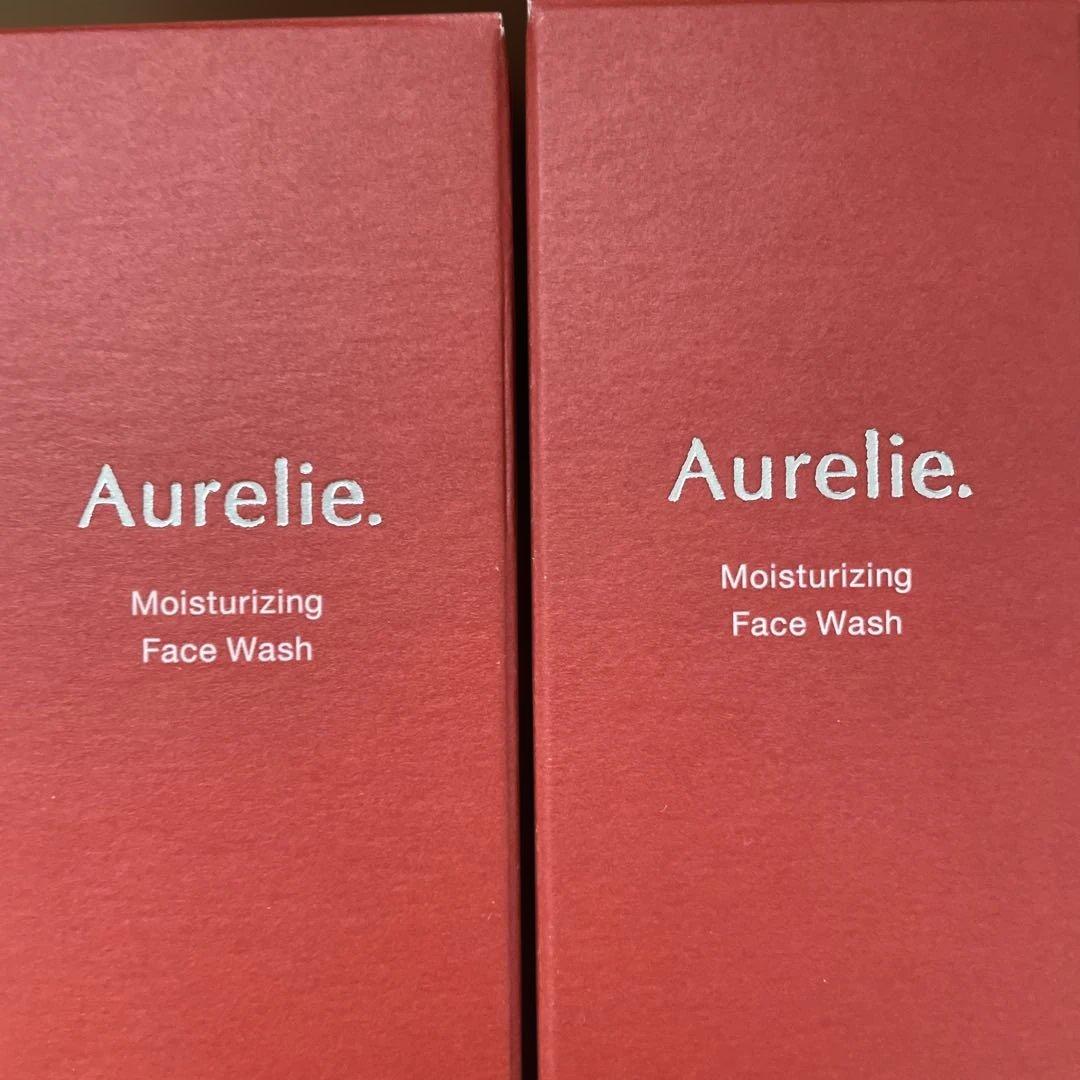 Aurelie.
Moisturizing
Face Wash
Aurelie.
Moisturizing
Face Wash